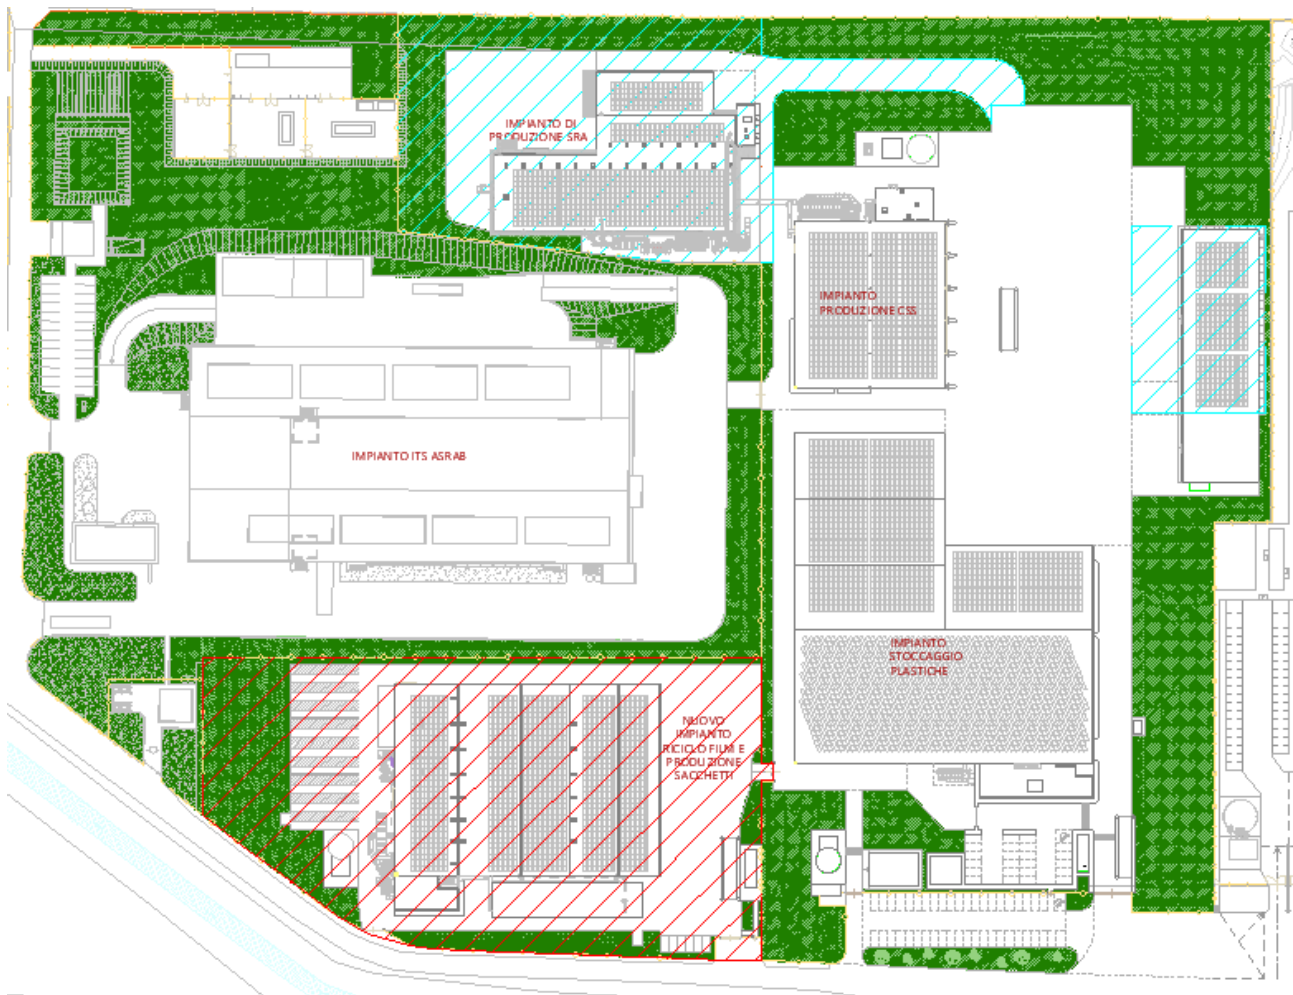 IMPIANTO DI
PRODUZIONE SRA
IMPIANTO
PRODUZIONE CSS
IMPIANTO ITS ASRAB
IMPIANTO
STOCCAGGIO
PLASTICHE
NUOVO
IMPIANTO
RICICLO FILM E
PRODUZIONE
SACCHETTI